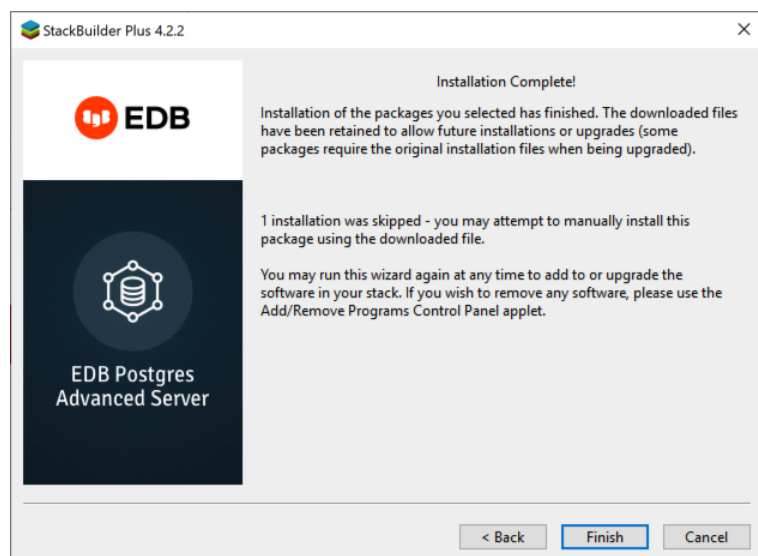 StackBuilder Plus 4.2.2
EDB
EDB Postgres
Advanced Server
Installation Complete!
Installation of the packages you selected has finished. The downloaded files
have been retained to allow future installations or upgrades (some
packages require the original installation files when being upgraded).
1 installation was skipped - you may attempt to manually install this
package using the downloaded file.
You may run this wizard again at any time to add to or upgrade the
software in your stack. If you wish to remove any software, please use the
Add/Remove Programs Control Panel applet.
< Back
Finish
Cancel